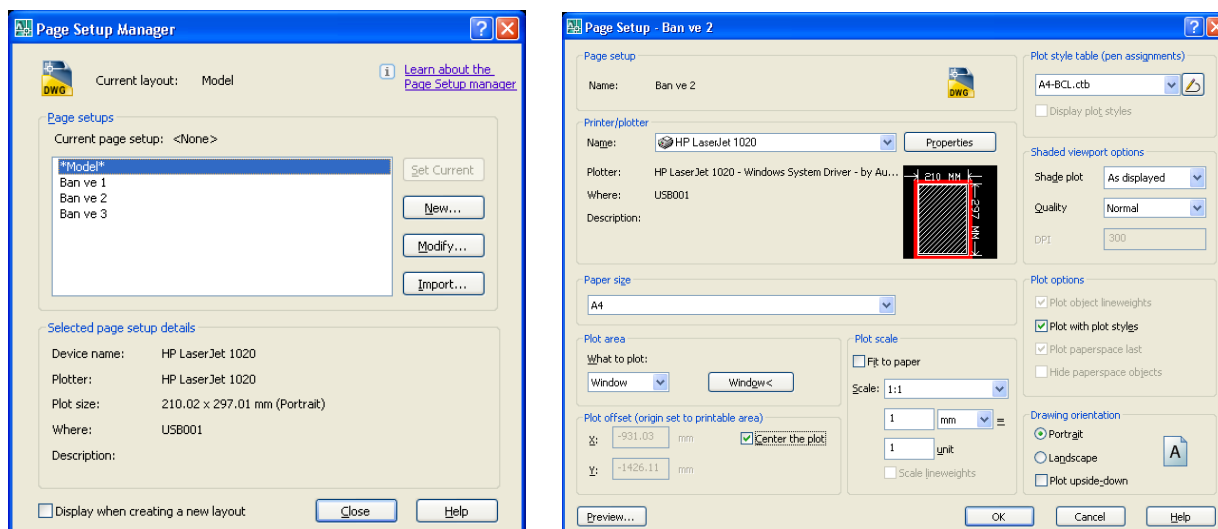 Page Setup Manager
DWG
Current layout: Model
Learn about the
Page Setup manager
Page setups
Current page setup: <None>
*Model*
Ban ve 1
Ban ve 2
Ban ve 3
Set Current
New...
Modify...
Import...
Selected page setup details
Device name: HP LaserJet 1020
Plotter: HP LaserJet 1020
Plot size: 210.02 x 297.01 mm (Portrait)
Where: USB001
Description:
Display when creating a new layout
Close
Help
Page Setup - Ban ve 2
Page setup
Name: Ban ve 2
DWG
Printer/plotter
Name: HP LaserJet 1020
Properties
Plotter: HP LaserJet 1020 - Windows System Driver - by Au...
Where: USB001
Description:
210 MM
297 MM
Paper size
A4
Plot area
What to plot:
Window
Window<
Plot offset (origin set to printable area)
X: -931.03 mm
Center the plot
Y: -1426.11 mm
Plot scale
Fit to paper
Scale: 1:1
1 mm =
1 unit
Scale lineweights
Plot style table (pen assignments)
A4-BCL.ctb
Display plot styles
Shaded viewport options
Shade plot As displayed
Quality Normal
DPI 300
Plot options
Plot object lineweights
Plot with plot styles
Plot paperspace last
Hide paperspace objects
Drawing orientation
Portrait
Landscape
Plot upside-down
A
Preview...
OK
Cancel
Help